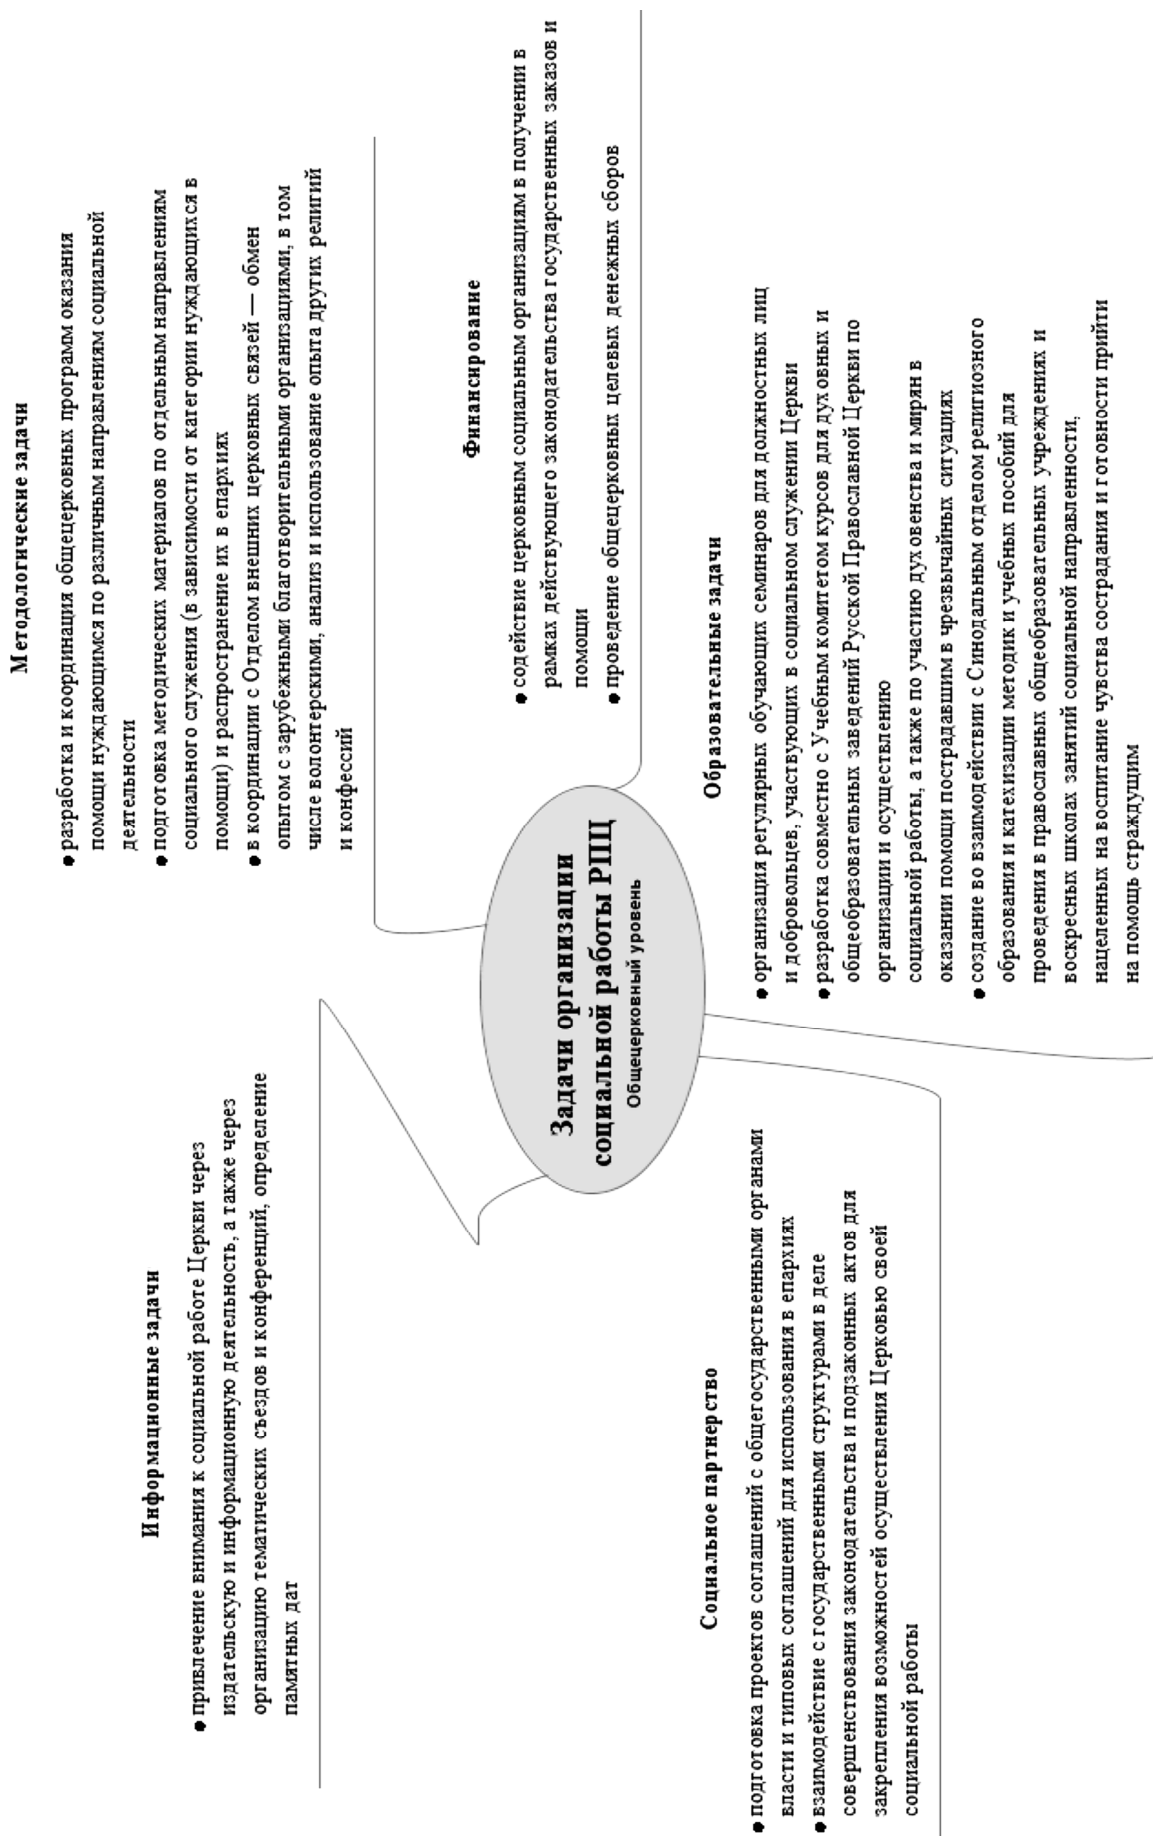 Информационные задачи
привлечение внимания к социальной работе Церкви через
издательскую и информационную деятельность, а также через
организацию тематических съездов и конференций, определение
памятных дат
Методологические задачи
разработка и координация общецерковных программ оказания
помощи нуждающимся по различным направлениям социальной
деятельности
подготовка методических материалов по отдельным направлениям
социального служения (в зависимости от категории нуждающихся в
помощи) и распространение их в епархиях
в координации с Отделом внешних церковных связей — обмен
опытом с зарубежными благотворительными организациями, в том
числе волонтерскими, анализ и использование опыта других религий
и конфессий
Задачи организации
социальной работы РПЦ
Общецерковный уровень
Финансирование
содействие церковным социальным организациям в получении в
рамках действующего законодательства государственных заказов и
помощи
проведение общецерковных целевых денежных сборов
Социальное партнерство
подготовка проектов соглашений с общегосударственными органами
власти и типовых соглашений для использования в епархиях
взаимодействие с государственными структурами в деле
совершенствования законодательства и подзаконных актов для
закрепления возможностей осуществления Церковью своей
социальной работы
Образовательные задачи
организация регулярных обучающих семинаров для должностных лиц
и добровольцев, участвующих в социальном служении Церкви
разработка совместно с Учебным комитетом курсов для духовных и
общеобразовательных заведений Русской Православной Церкви по
организации и осуществлению
социальной работы, а также по участию духовенства и мирян в
оказании помощи пострадавшим в чрезвычайных ситуациях
создание во взаимодействии с Синодальным отделом религиозного
образования и катехизации методик и учебных пособий для
проведения в православных общеобразовательных учреждениях и
воскресных школах занятий социальной направленности,
нацеленных на воспитание чувства сострадания и готовности прийти
на помощь страждущим